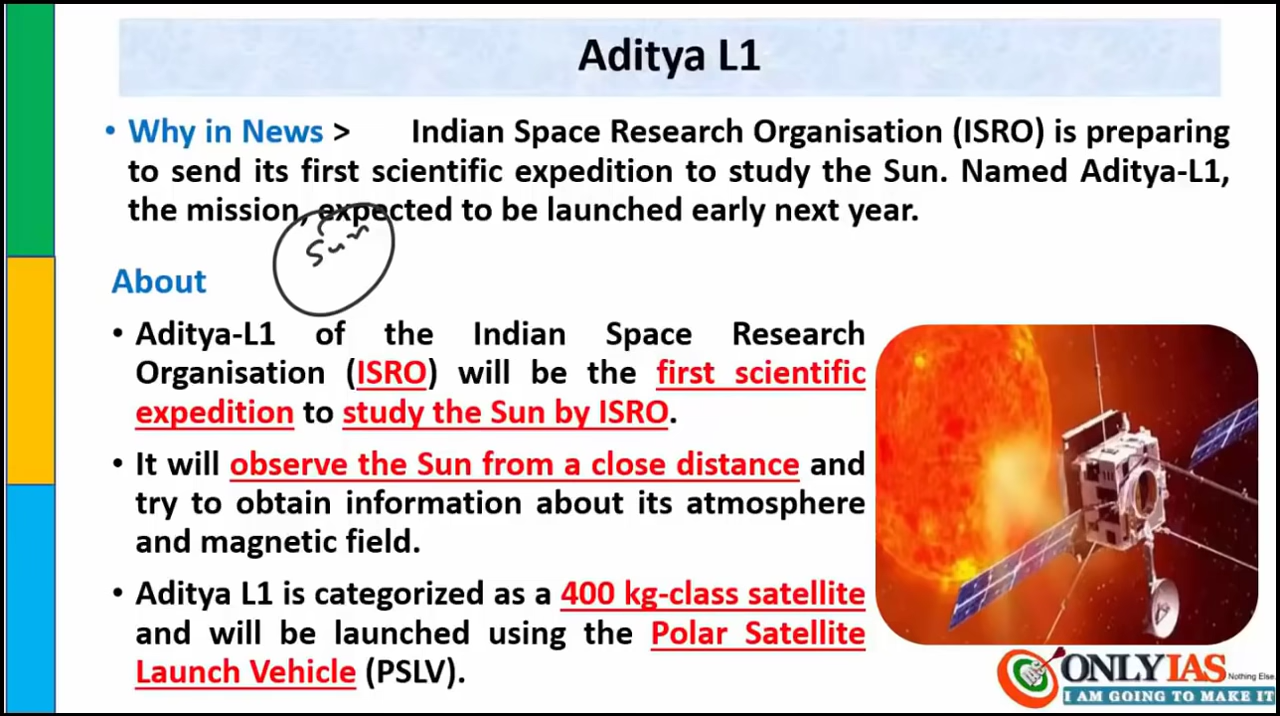 Aditya L1
• Why in News > Indian Space Research Organisation (ISRO) is preparing
to send its first scientific expedition to study the Sun. Named Aditya-L1,
the mission, expected to be launched early next year.
Sun
About
• Aditya-L1 of the Indian Space Research
Organisation (ISRO) will be the first scientific
expedition to study the Sun by ISRO.
• It will observe the Sun from a close distance and
try to obtain information about its atmosphere
and magnetic field.
• Aditya L1 is categorized as a 400 kg-class satellite
and will be launched using the Polar Satellite
Launch Vehicle (PSLV).
ONLYIAS Nothing Else.
I AM GOING TO MAKE IT